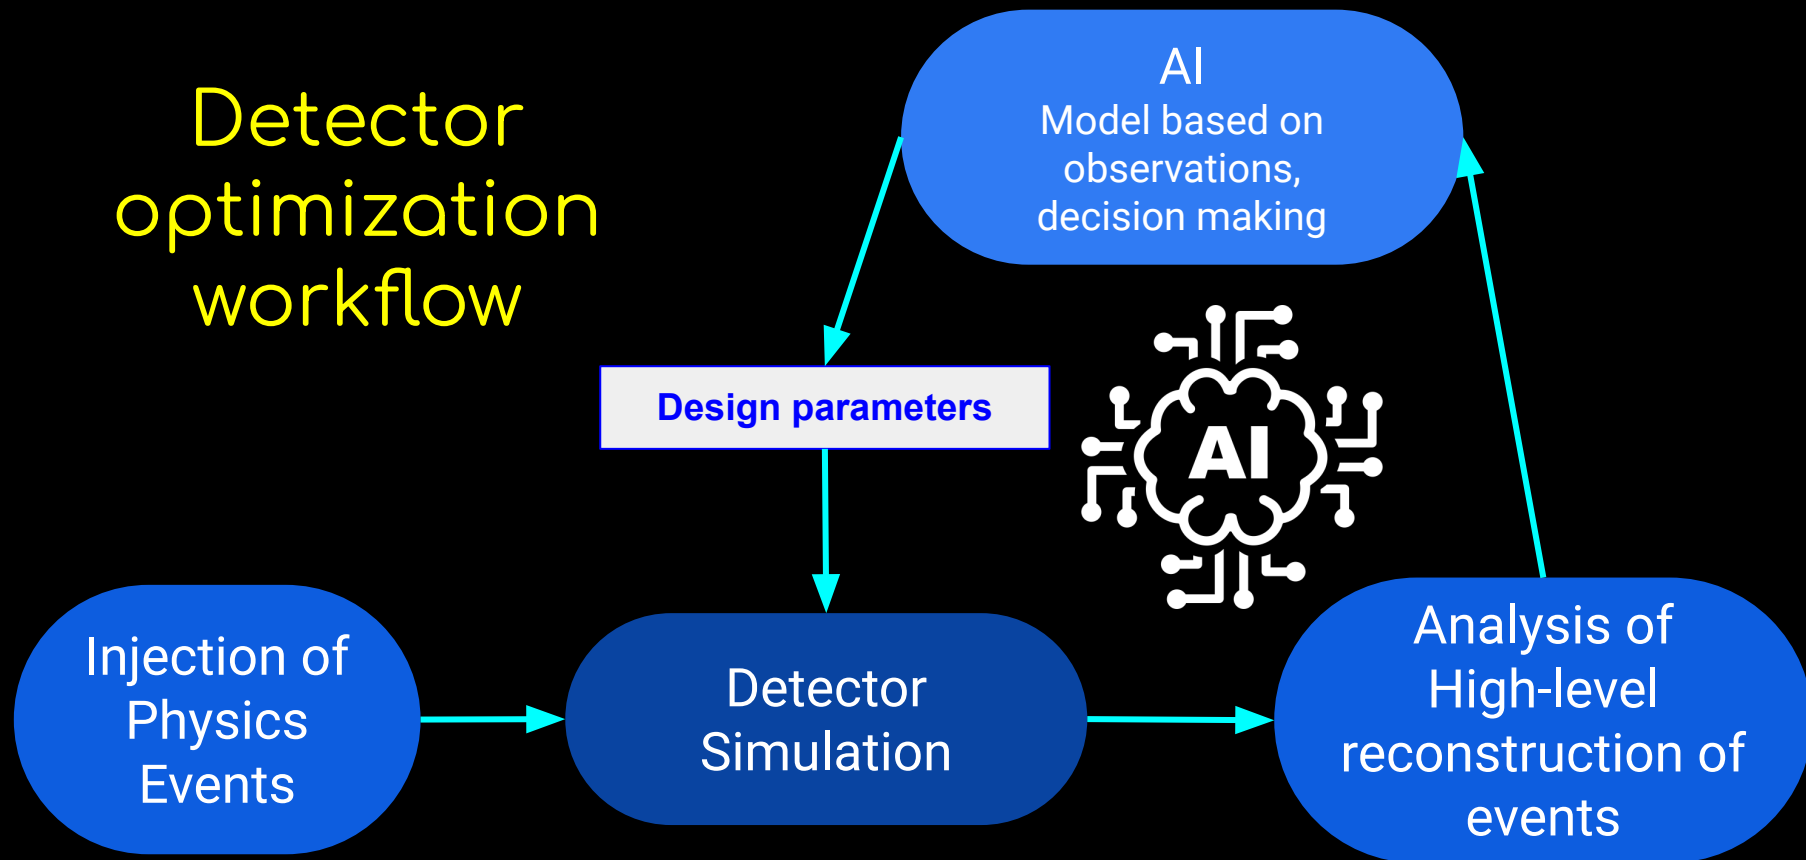 Detector
optimization
workflow
AI
Model based on
observations,
decision making
Design parameters
AI
Injection of
Physics
Events
Detector
Simulation
Analysis of
High-level
reconstruction of
events